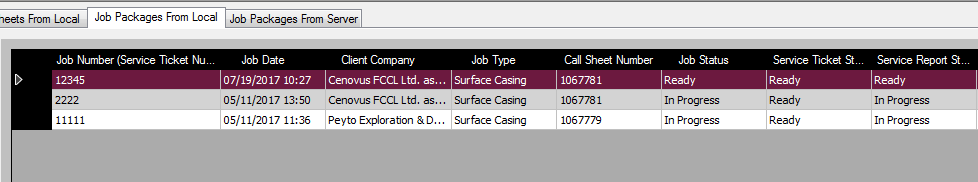 heets From Local Job Packages From Local Job Packages From Server
Job Number (Service Ticket Nu... Job Date Client Company Job Type Call Sheet Number Job Status Service Ticket St... Service Report St...
12345 07/19/2017 10:27 Cenovus FCCL Ltd. as... Surface Casing 1067781 Ready Ready Ready
2222 05/11/2017 13:50 Cenovus FCCL Ltd. as... Surface Casing 1067781 In Progress Ready In Progress
11111 05/11/2017 11:36 Peyto Exploration & D... Surface Casing 1067779 In Progress Ready In Progress